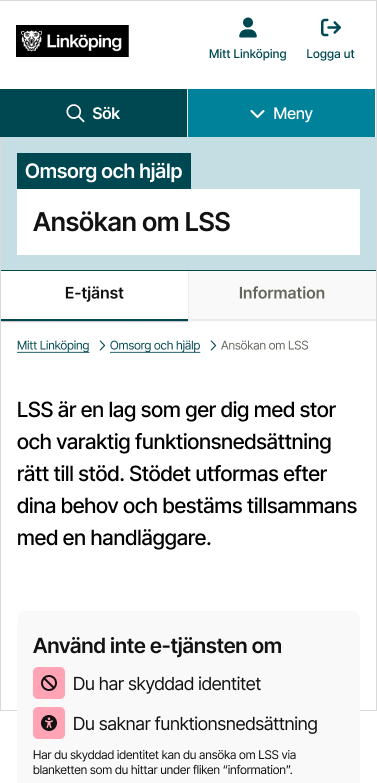 Linköping
Mitt Linköping
Logga ut
Sök
Meny
Omsorg och hjälp
Ansökan om LSS
E-tjänst
Information
Mitt Linköping > Omsorg och hjälp > Ansökan om LSS
LSS är en lag som ger dig med stor
och varaktig funktionsnedsättning
rätt till stöd. Stödet utformas efter
dina behov och bestäms tillsammans
med en handläggare.
Använd inte e-tjänsten om
Du har skyddad identitet
Du saknar funktionsnedsättning
Har du skyddad identitet kan du ansöka om LSS via
blanketten som du hittar under fliken ”information”.